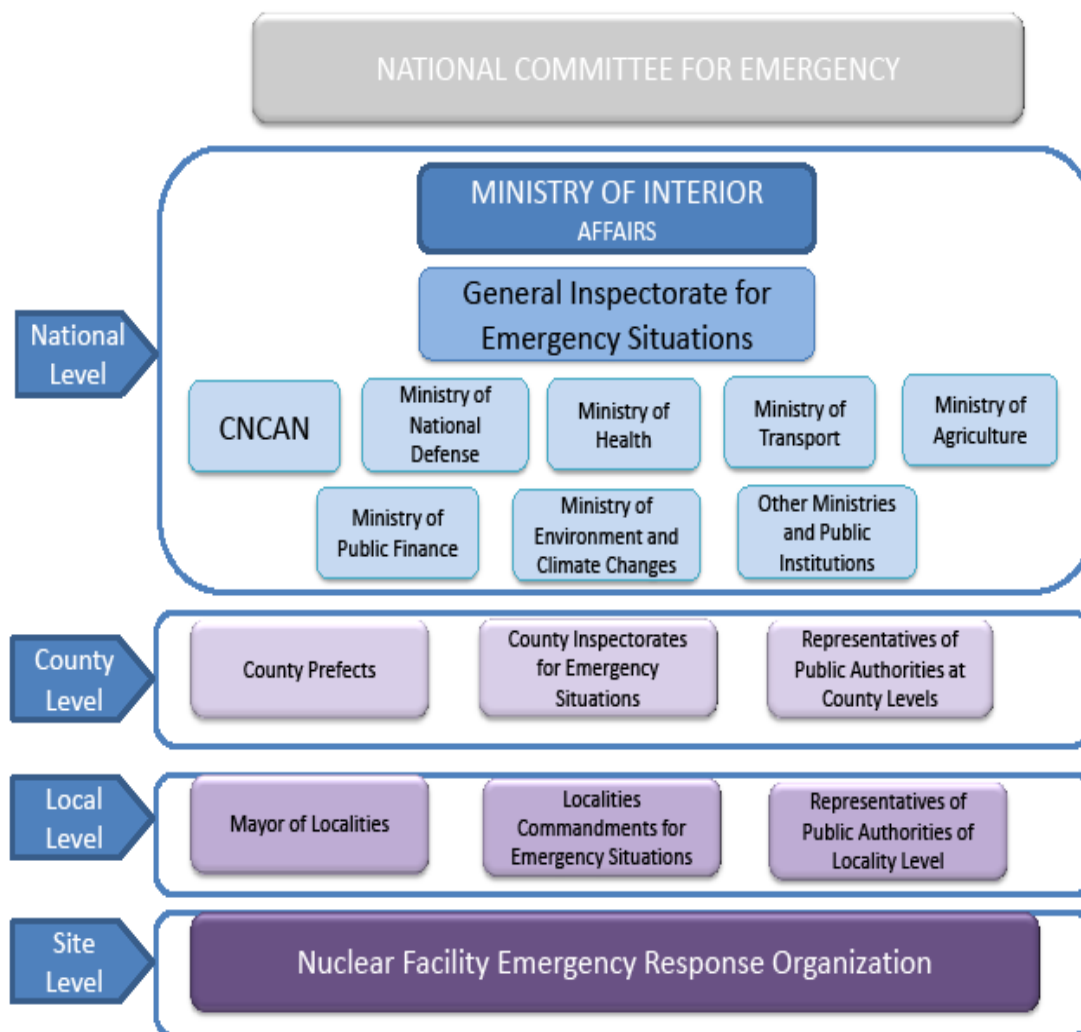 NATIONAL COMMITTEE FOR EMERGENCY
MINISTRY OF INTERIOR
AFFAIRS
General Inspectorate for
Emergency Situations
National
Level
CNCAN
Ministry of
National
Defense
Ministry of
Health
Ministry of
Transport
Ministry of
Agriculture
Ministry of
Public Finance
Ministry of
Environment and
Climate Changes
Other Ministries
and Public
Institutions
County
Level
County Prefects
County Inspectorates
for Emergency
Situations
Representatives of
Public Authorities at
County Levels
Local
Level
Mayor of Localities
Localities
Commandments for
Emergency Situations
Representatives of
Public Authorities of
Locality Level
Site
Level
Nuclear Facility Emergency Response Organization